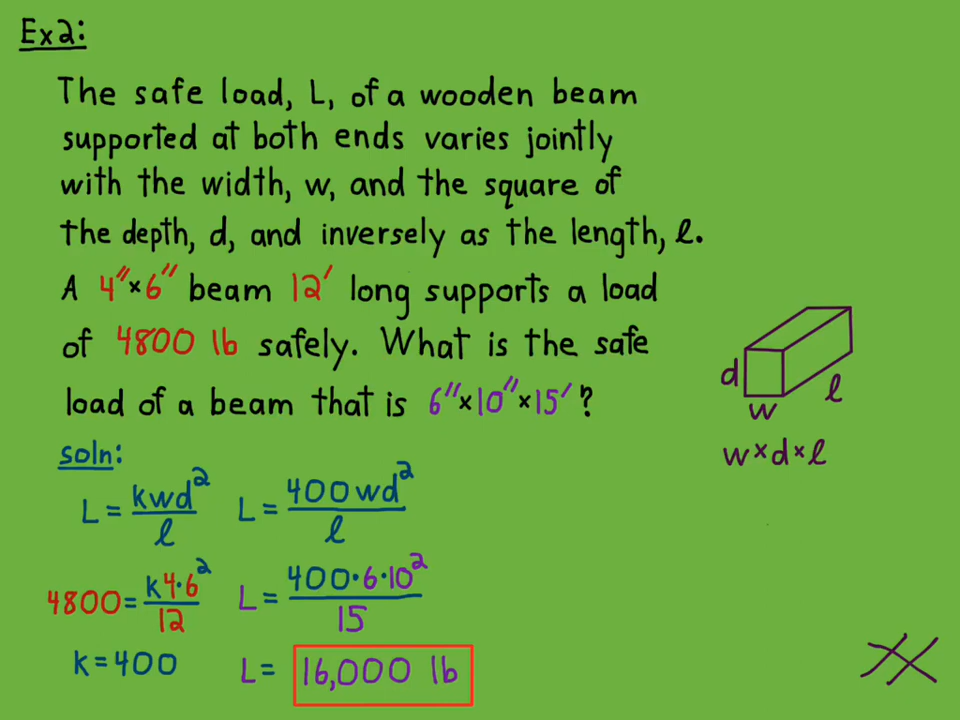 Ex2:
The safe load, L, of a wooden beam
supported at both ends varies jointly
with the width, w, and the square of
the depth, d, and inversely as the length, ℓ.
A 4"×6" beam 12' long supports a load
of 4800 lb safely. What is the safe
load of a beam that is 6"×10"×15'?
d
w
ℓ
w×d×ℓ
soln:
L = kwd²/ℓ
4800 = k4·6²/12
k = 400
L = 400wd²/ℓ
L = 400·6·10²/15
L = 16,000 lb